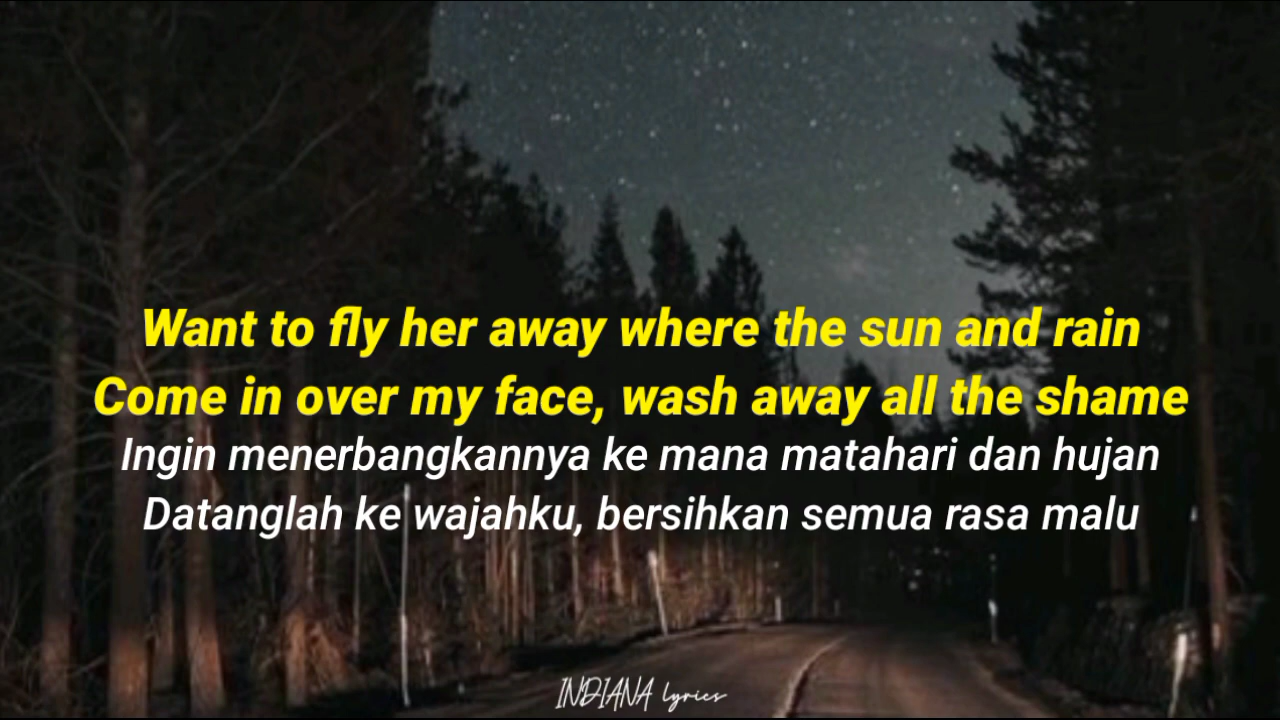 Want to fly her away where the sun and rain
Come in over my face, wash away all the shame
Ingin menerbangkannya ke mana matahari dan hujan
Datanglah ke wajahku, bersihkan semua rasa malu
INDIANA lyrics